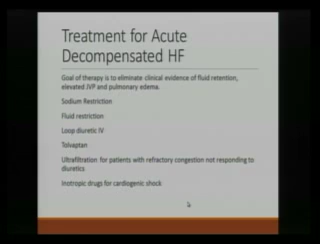 Treatment for Acute
Decompensated HF
Goal of therapy is to eliminate clinical evidence of fluid retention,
elevated JVP and pulmonary edema.
Sodium Restriction
Fluid restriction
Loop diuretic IV
Tolvaptan
Ultrafiltration for patients with refractory congestion not responding to
diuretics
Inotropic drugs for cardiogenic shock